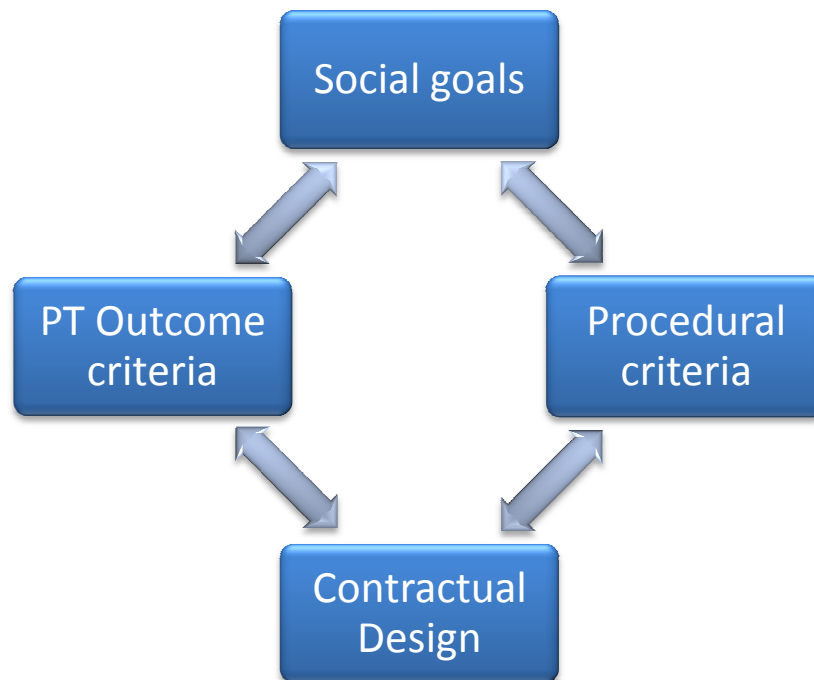 Social goals
PT Outcome
criteria
Procedural
criteria
Contractual
Design